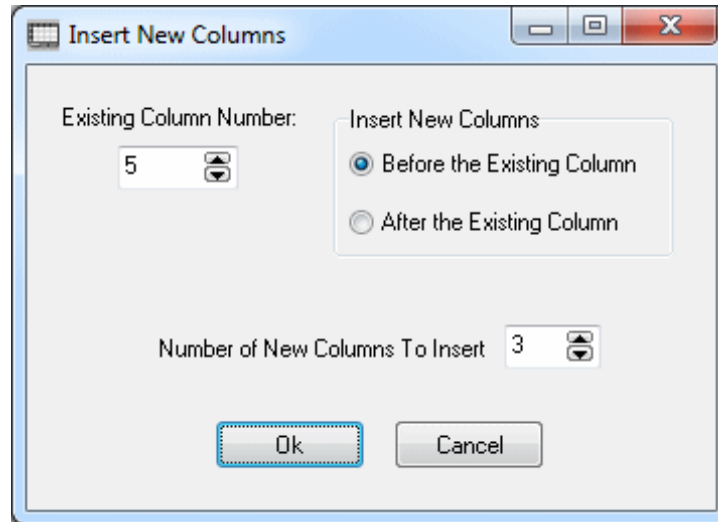 Insert New Columns
Existing Column Number:
5
Insert New Columns
Before the Existing Column
After the Existing Column
Number of New Columns To Insert 3
Ok Cancel